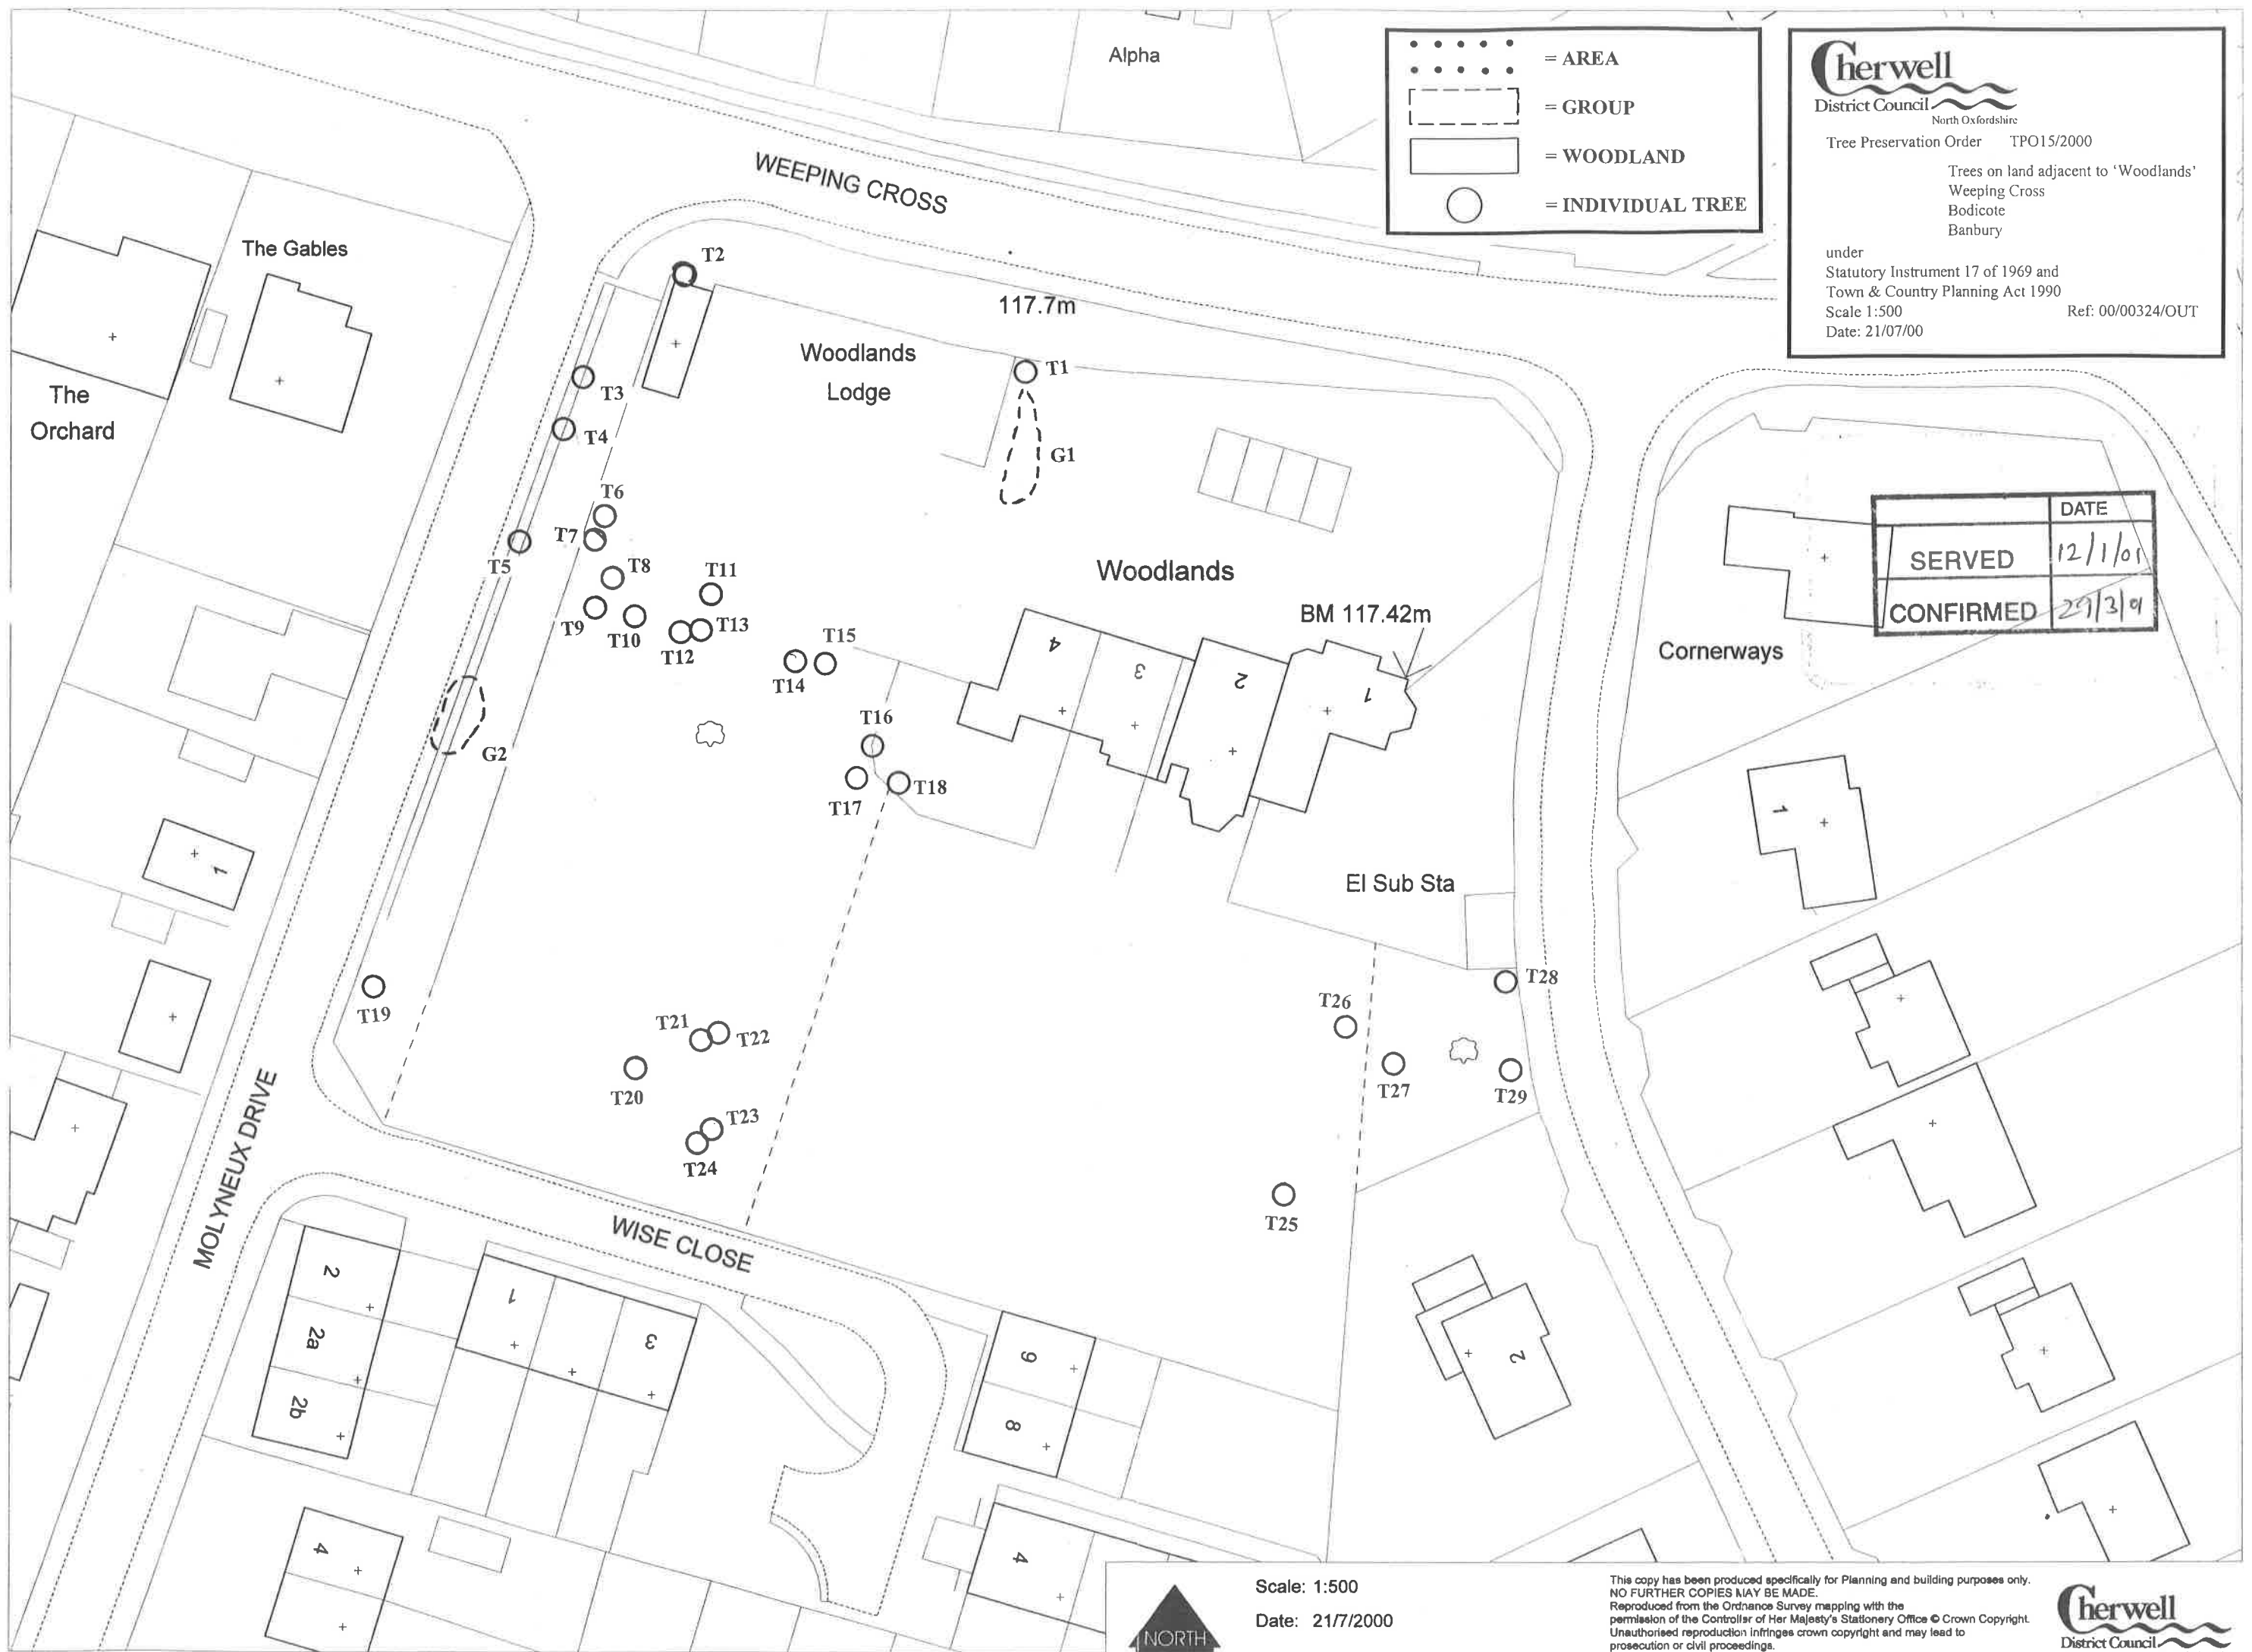 Alpha
= AREA
= GROUP
= WOODLAND
= INDIVIDUAL TREE
Cherwell
District Council
North Oxfordshire
Tree Preservation Order TPO15/2000
Trees on land adjacent to ‘Woodlands’
Weeping Cross
Bodicote
Banbury
under
Statutory Instrument 17 of 1969 and
Town & Country Planning Act 1990
Scale 1:500 Ref: 00/00324/OUT
Date: 21/07/00
WEEPING CROSS
The Gables
T2
117.7m
Woodlands
Lodge
T1
The
Orchard
T3
T4
G1
T6
T7
T5
T8
T11
T9
T10
T13
T12
T15
T14
Woodlands
BM 117.42m
DATE
SERVED 12/1/01
CONFIRMED 29/3/01
Cornerways
4
3
2
1
T16
G2
T17
T18
1
1
El Sub Sta
T19
T28
T26
T21
T22
T20
T27
T29
T23
T24
T25
MOLYNEUX DRIVE
WISE CLOSE
2
2a
2b
1
3
9
8
2
4
4
NORTH
Scale: 1:500
Date: 21/7/2000
This copy has been produced specifically for Planning and building purposes only.
NO FURTHER COPIES MAY BE MADE.
Reproduced from the Ordnance Survey mapping with the
permission of the Controller of Her Majesty's Stationery Office © Crown Copyright.
Unauthorised reproduction infringes crown copyright and may lead to
prosecution or civil proceedings.
Cherwell
District Council